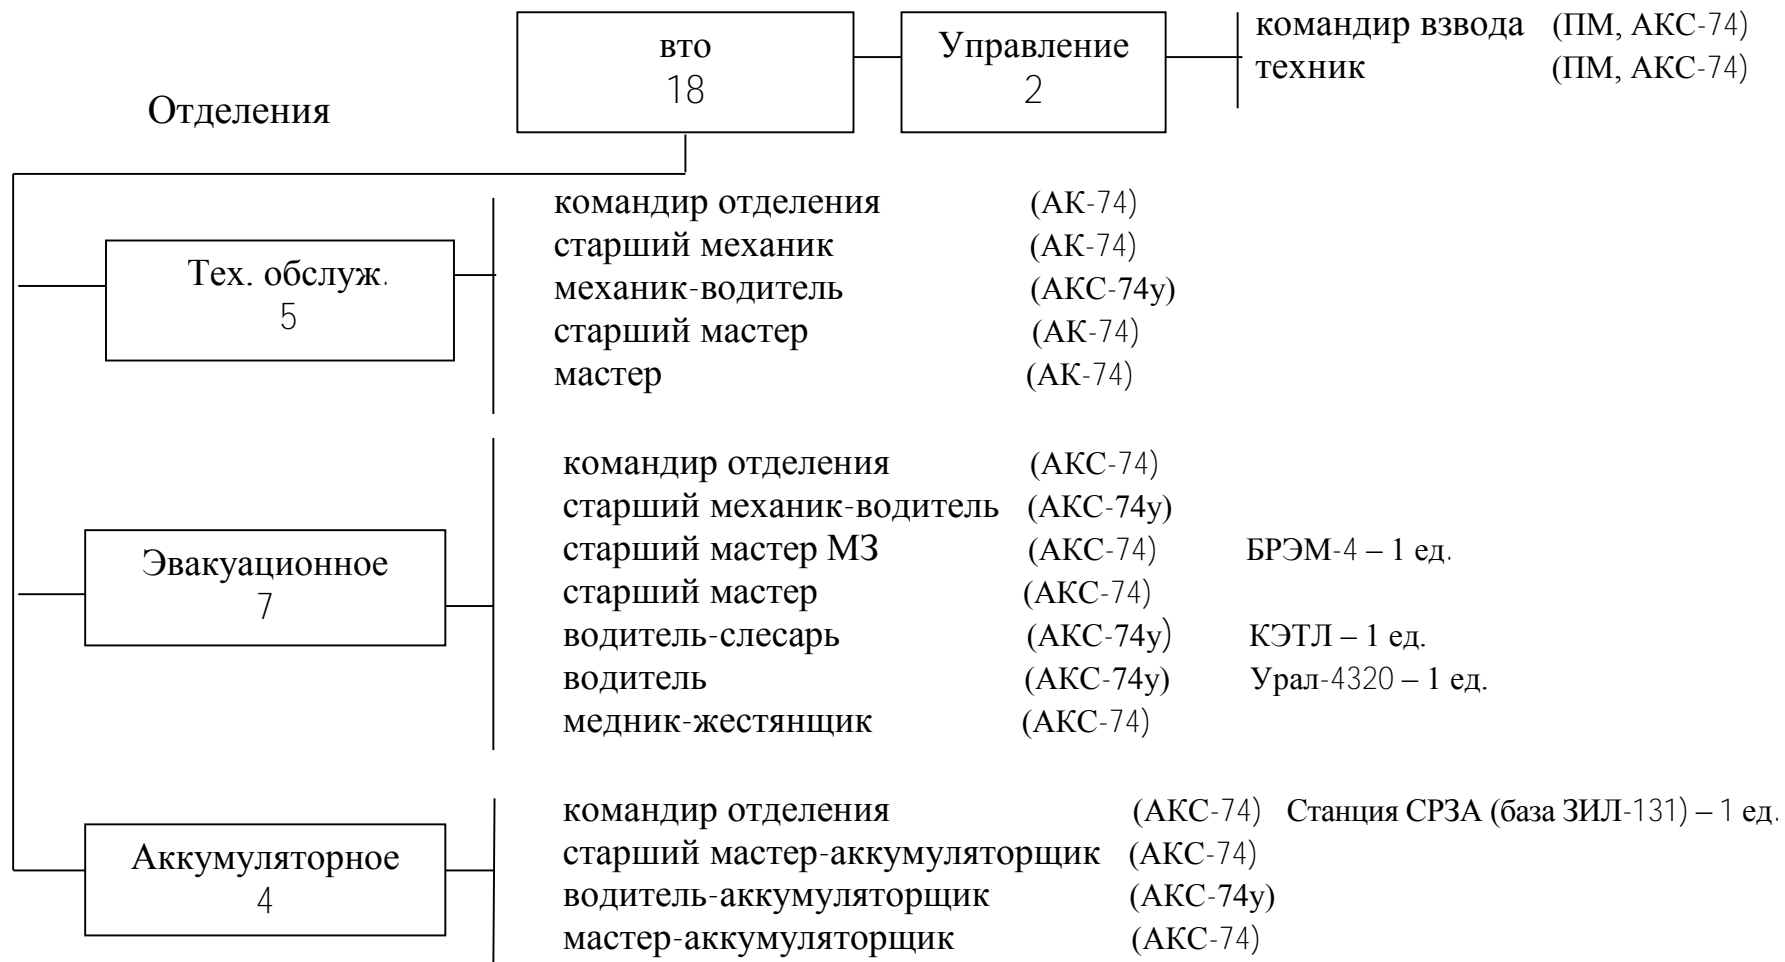 вто
18
Управление
2
командир взвода (ПМ, АКС-74)
техник (ПМ, АКС-74)
Отделения
Тех. обслуж.
5
командир отделения (АК-74)
старший механик (АК-74)
механик-водитель (АКС-74у)
старший мастер (АК-74)
мастер (АК-74)
Эвакуационное
7
командир отделения (АКС-74)
старший механик-водитель (АКС-74у)
старший мастер МЗ (АКС-74) БРЭМ-4 – 1 ед.
старший мастер (АКС-74)
водитель-слесарь (АКС-74у) КЭТЛ – 1 ед.
водитель (АКС-74у) Урал-4320 – 1 ед.
медник-жестянщик (АКС-74)
Аккумуляторное
4
командир отделения (АКС-74) Станция СРЗА (база ЗИЛ-131) – 1 ед.
старший мастер-аккумуляторщик (АКС-74)
водитель-аккумуляторщик (АКС-74у)
мастер-аккумуляторщик (АКС-74)